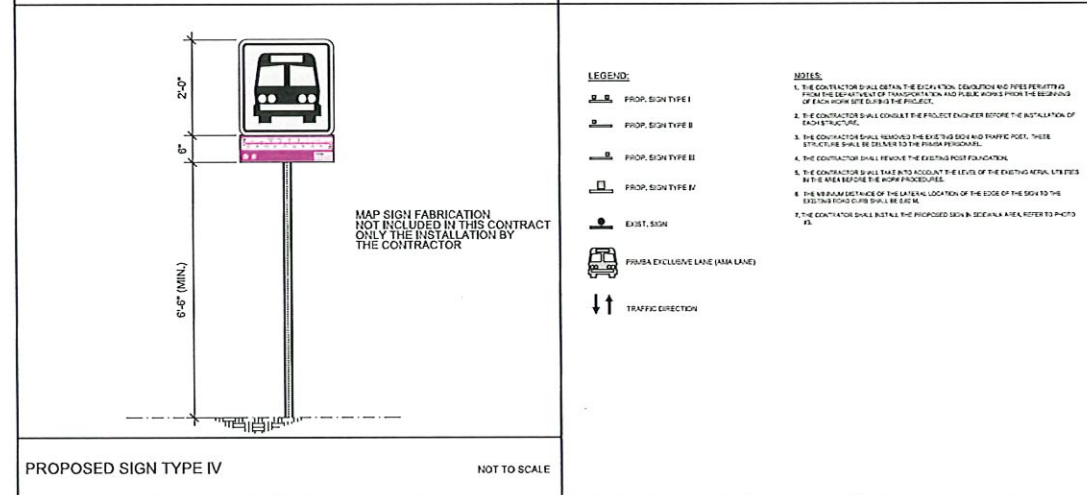 2'-0"
6"
6'-6" (MIN.)
MAP SIGN FABRICATION
NOT INCLUDED IN THIS CONTRACT
ONLY THE INSTALLATION BY
THE CONTRACTOR
PROPOSED SIGN TYPE IV
NOT TO SCALE
LEGEND:
PROP. SIGN TYPE I
PROP. SIGN TYPE II
PROP. SIGN TYPE III
PROP. SIGN TYPE IV
EXIST. SIGN
PRMBA EXCLUSIVE LANE (AMA LANE)
TRAFFIC DIRECTION
NOTES:
1. THE CONTRACTOR SHALL OBTAIN THE EXCAVATION, DEMOLITION AND PIPES PERMITTING
FROM THE DEPARTMENT OF TRANSPORTATION AND PUBLIC WORKS PRIOR THE BEGINNING
OF EACH WORK SITE DURING THE PROJECT.
2. THE CONTRACTOR SHALL CONSULT THE PROJECT ENGINEER BEFORE THE INSTALLATION OF
EACH STRUCTURE.
3. THE CONTRACTOR SHALL REMOVED THE EXISTING SIGN AND TRAFFIC POST. THESE
STRUCTURE SHALL BE DELIVER TO THE PRMBA PERSONNEL.
4. THE CONTRACTOR SHALL REMOVE THE EXISTING POST FOUNDATION.
5. THE CONTRACTOR SHALL TAKE INTO ACCOUNT THE LEVEL OF THE EXISTING AERIAL UTILITIES
IN THE AREA BEFORE THE WORK PROCEDURES.
6. THE MINIMUM DISTANCE OF THE LATERAL LOCATION OF THE EDGE OF THE SIGN TO THE
EXISTING ROAD CURB SHALL BE M.
7. THE CONTRATOR SHALL INSTALL THE PROPOSED SIGN IN SIDEWALK AREA, REFER TO PHOTO